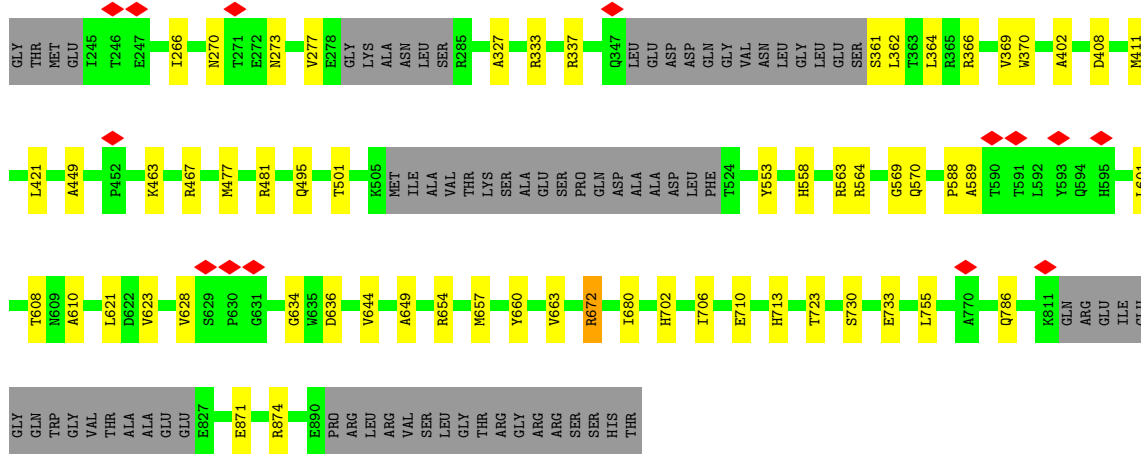 GLY THR MET GLU I245 T246 E247 I266 N270 T271 E272 N273 V277 E278 GLY LYS ALA ASN LEU SER R285 A327 R333 R337 Q347 LEU GLU ASP ASP GLN GLY VAL ASN LEU GLY LEU GLU SER S361 L362 T363 L364 R365 R366 V369 W370 A402 D408 M411
L421 A449 P452 K463 R467 M477 R481 Q495 T501 K505 MET ILE ALA VAL THR LYS SER ALA GLU SER PRO GLN ASP ALA ALA ASP LEU PHE T524 Y553 H558 R563 R564 G569 Q570 P588 A589 T590 T591 L592 Y593 Q594 H595 L601
T608 N609 A610 L621 D622 V623 V628 S629 P630 G631 G634 W635 D636 V644 A649 R654 M657 Y660 V663 R672 I680 H702 I706 E710 H713 T723 S730 E733 L755 A770 Q786 K811 GLN ARG GLU ILE GLU
GLY GLN TRP GLY VAL THR ALA ALA GLU GLU E827 E871 R874 E890 PRO ARG LEU ARG VAL SER LEU GLY THR ARG GLY ARG ARG SER SER HIS THR